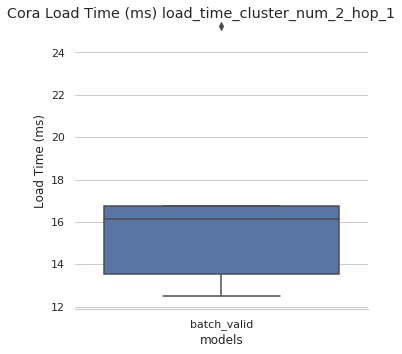 Cora Load Time (ms) load_time_cluster_num_2_hop_1
24
22
20
18
16
14
12
Load Time (ms)
batch_valid
models